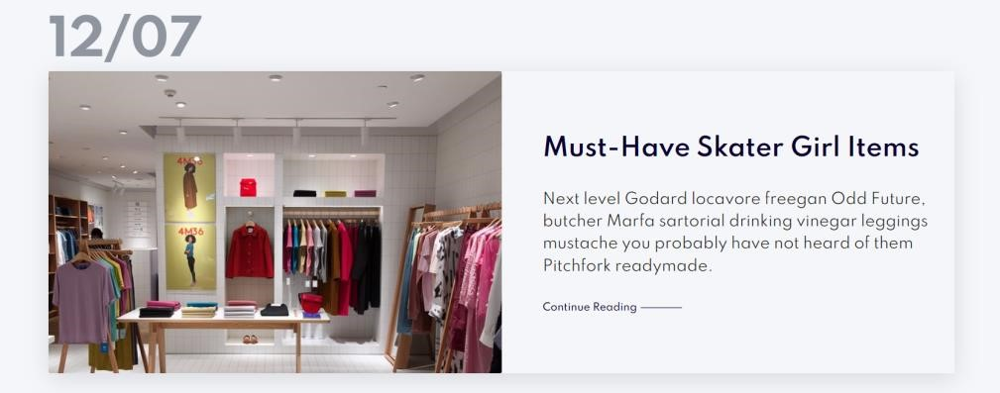 12/07
4M36
4M36
Must-Have Skater Girl Items
Next level Godard locavore freegan Odd Future,
butcher Marfa sartorial drinking vinegar leggings
mustache you probably have not heard of them
Pitchfork readymade.
Continue Reading